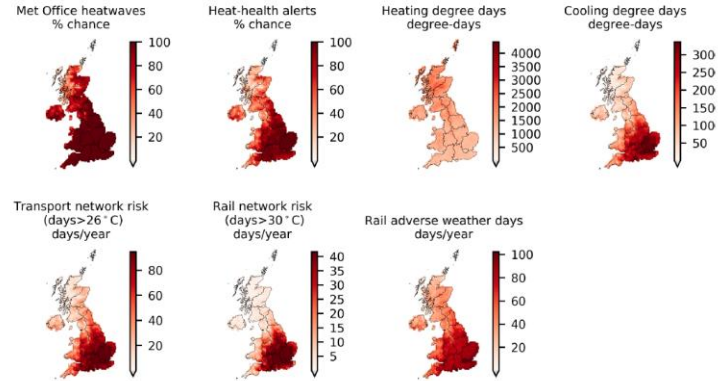 Met Office heatwaves
% chance
100
80
60
40
20
Heat-health alerts
% chance
100
80
60
40
20
Heating degree days
degree-days
4000
3500
3000
2500
2000
1500
1000
500
Cooling degree days
degree-days
300
250
200
150
100
50
Transport network risk
(days>26˚C)
days/year
80
60
40
20
Rail network risk
(days>30˚C)
days/year
40
35
30
25
20
15
10
5
Rail adverse weather days
days/year
100
80
60
40
20